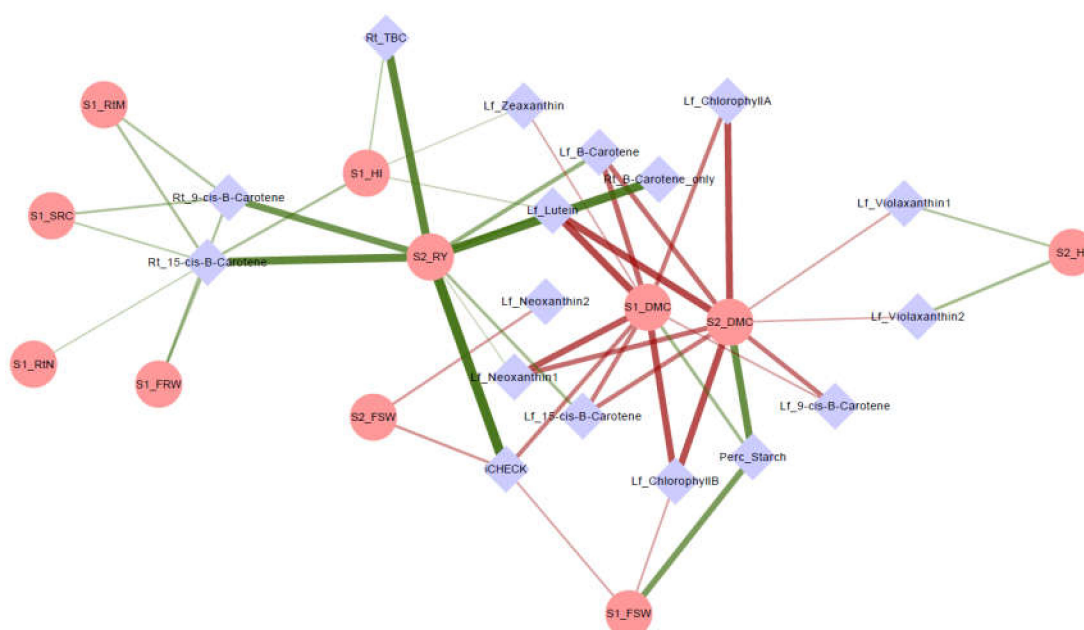 Rt_TBC
Lf_Zeaxanthin
Lf_ChlorophyllA
S1_RtM
Lf_B-Carotene
S1_HI
Rt_B-Carotene_only
Rt_9-cis-B-Carotene
Lf_Violaxanthin1
S1_SRC
Lf_Lutein
S2_RY
S2_H
Rt_15-cis-B-Carotene
Lf_Neoxanthin2
S1_DMC
S2_DMC
Lf_Violaxanthin2
S1_RtN
Lf_Neoxanthin1
S1_FRW
Lf_9-cis-B-Carotene
S2_FSW
Lf_15-cis-B-Carotene
Perc_Starch
iCHECK
Lf_ChlorophyllB
S1_FSW